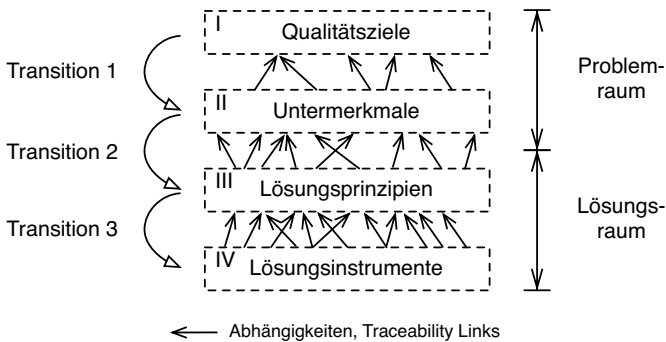 I
Qualitätsziele
Transition 1
Problem-
raum
II
Untermerkmale
Transition 2
III
Lösungsprinzipien
Transition 3
Lösungs-
raum
IV
Lösungsinstrumente
Abhängigkeiten, Traceability Links